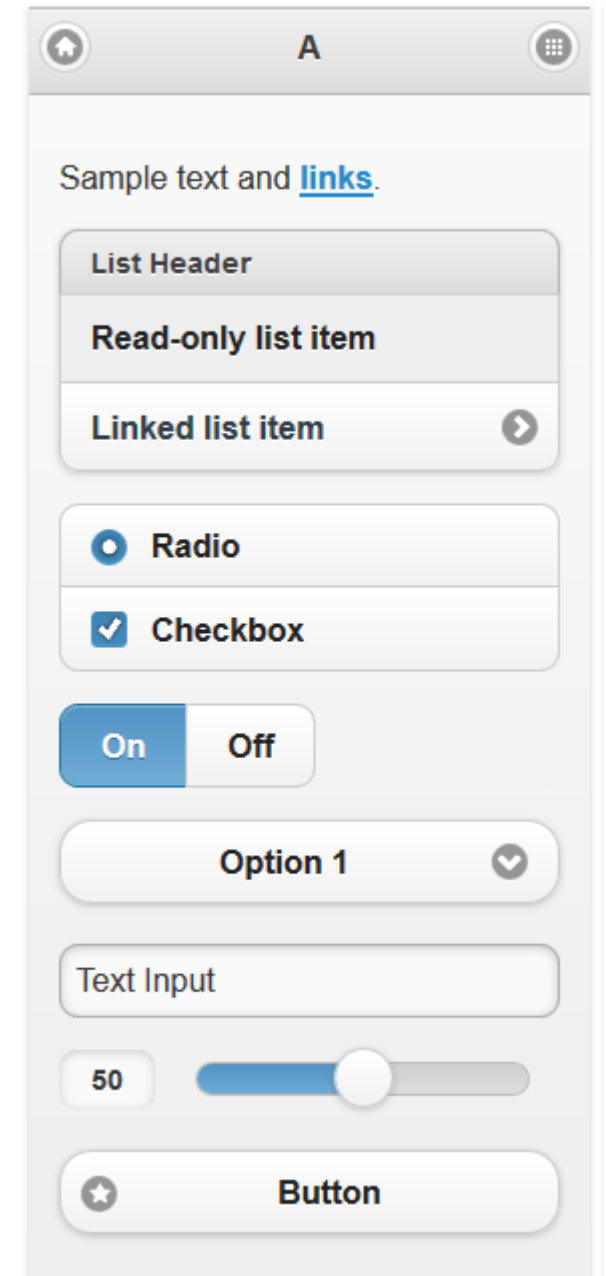 A
Sample text and links.
List Header
Read-only list item
Linked list item
Radio
Checkbox
On Off
Option 1
Text Input
50
Button